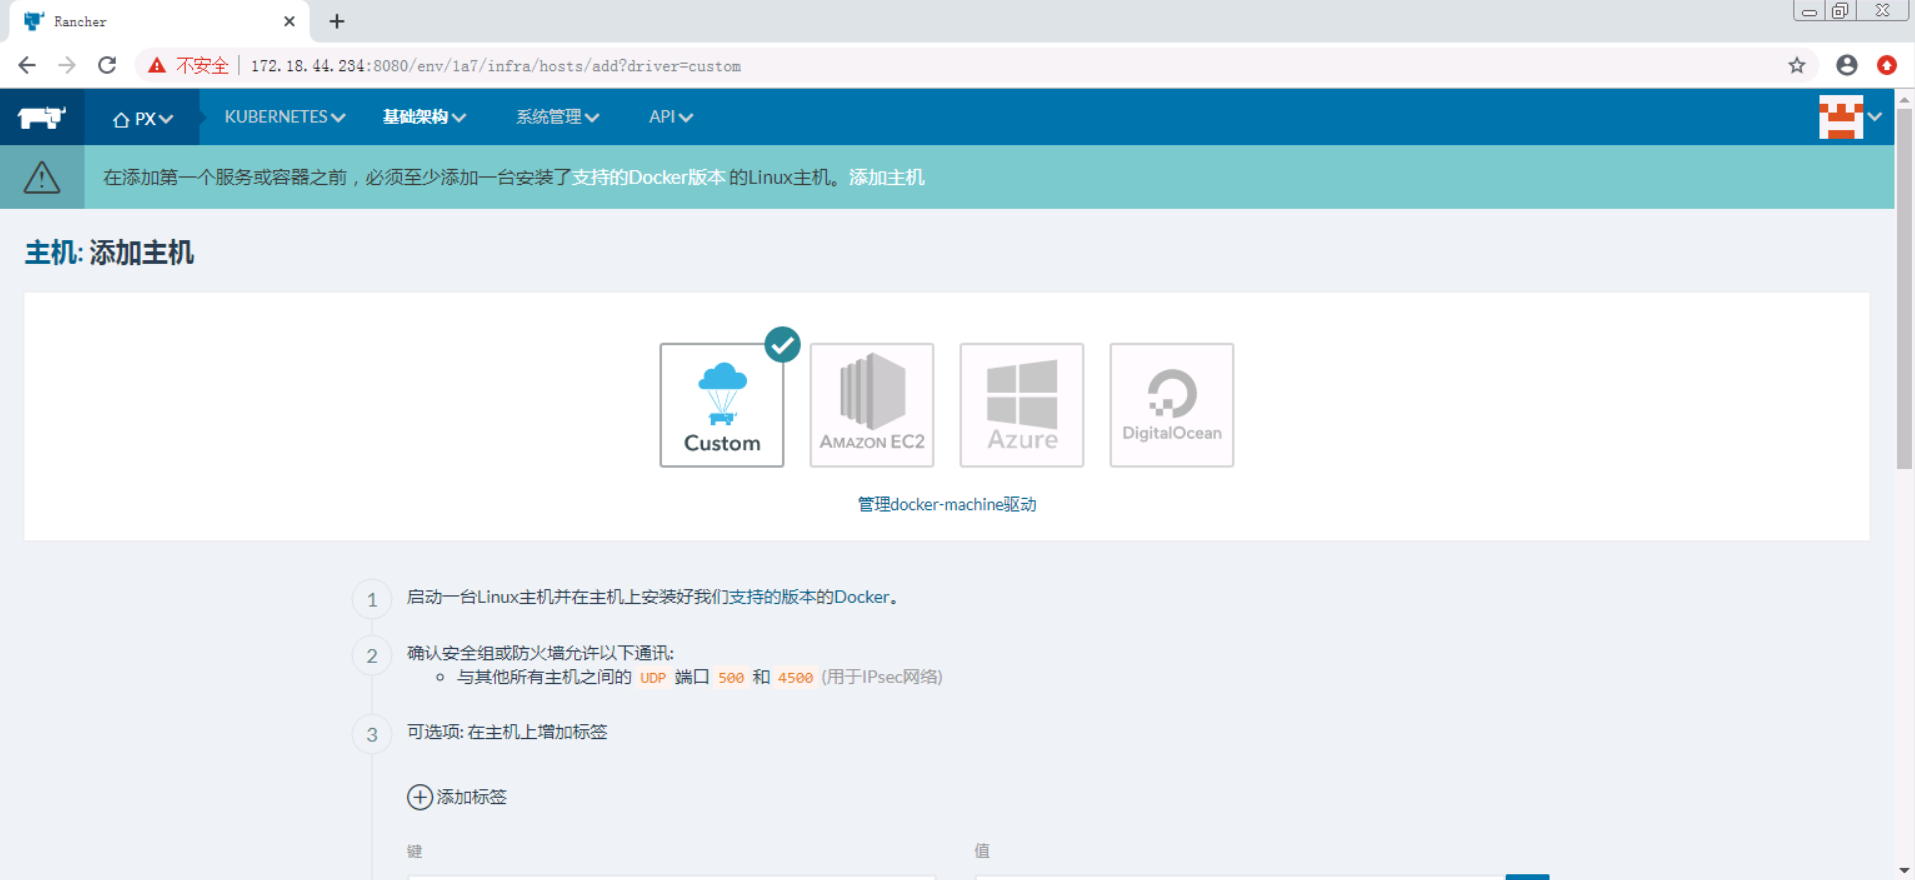 Rancher
不安全 172.18.44.234:8080/env/1a7/infra/hosts/add?driver=custom
PX KUBERNETES 基础架构 系统管理 API
在添加第一个服务或容器之前，必须至少添加一台安装了支持的Docker版本 的Linux主机。添加主机
主机: 添加主机
Custom AMAZON EC2 Azure DigitalOcean
管理docker-machine驱动
1 启动一台Linux主机并在主机上安装好我们支持的版本的Docker。
2 确认安全组或防火墙允许以下通讯:
与其他所有主机之间的 UDP 端口 500 和 4500 (用于IPsec网络)
3 可选项: 在主机上增加标签
添加标签
键 值